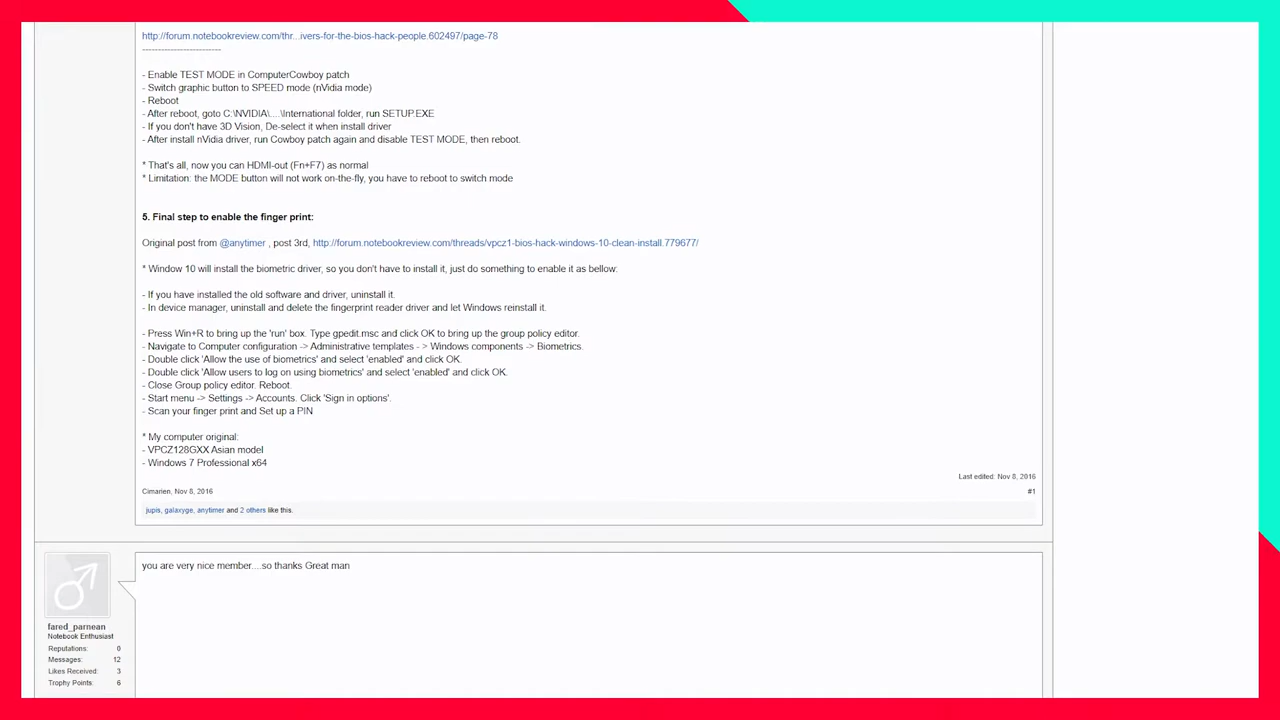 http://forum.notebookreview.com/thr...ivers-for-the-bios-hack-people.602497/page-78
-------------------------
- Enable TEST MODE in ComputerCowboy patch
- Switch graphic button to SPEED mode (nVidia mode)
- Reboot
- After reboot, goto C:\NVIDIA\....\International folder, run SETUP.EXE
- If you don't have 3D Vision, De-select it when install driver
- After install nVidia driver, run Cowboy patch again and disable TEST MODE, then reboot.
* That's all, now you can HDMI-out (Fn+F7) as normal
* Limitation: the MODE button will not work on-the-fly, you have to reboot to switch mode
5. Final step to enable the finger print:
Original post from @anytimer , post 3rd, http://forum.notebookreview.com/threads/vpcz1-bios-hack-windows-10-clean-install.779677/
* Window 10 will install the biometric driver, so you don't have to install it, just do something to enable it as bellow:
- If you have installed the old software and driver, uninstall it.
- In device manager, uninstall and delete the fingerprint reader driver and let Windows reinstall it.
- Press Win+R to bring up the 'run' box. Type gpedit.msc and click OK to bring up the group policy editor.
- Navigate to Computer configuration -> Administrative templates - > Windows components -> Biometrics.
- Double click 'Allow the use of biometrics' and select 'enabled' and click OK.
- Double click 'Allow users to log on using biometrics' and select 'enabled' and click OK.
- Close Group policy editor. Reboot.
- Start menu -> Settings -> Accounts. Click 'Sign in options'.
- Scan your finger print and Set up a PIN
* My computer original:
- VPCZ128GXX Asian model
- Windows 7 Professional x64
Last edited: Nov 8, 2016
Cimarien, Nov 8, 2016 #1
jupis, galaxyge, anytimer and 2 others like this.
you are very nice member....so thanks Great man
fared_parnean
Notebook Enthusiast
Reputations: 0
Messages: 12
Likes Received: 3
Trophy Points: 6